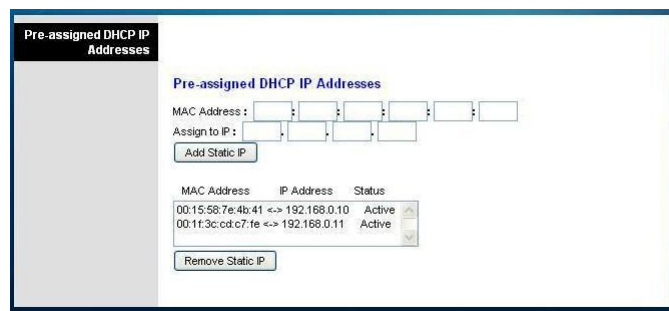 Pre-assigned DHCP IP
Addresses
Pre-assigned DHCP IP Addresses
MAC Address : : : : : :
Assign to IP : . . .
Add Static IP
MAC Address IP Address Status
00:15:58:7e:4b:41 <-> 192.168.0.10 Active
00:1f:3c:cd:c7:fe <-> 192.168.0.11 Active
Remove Static IP